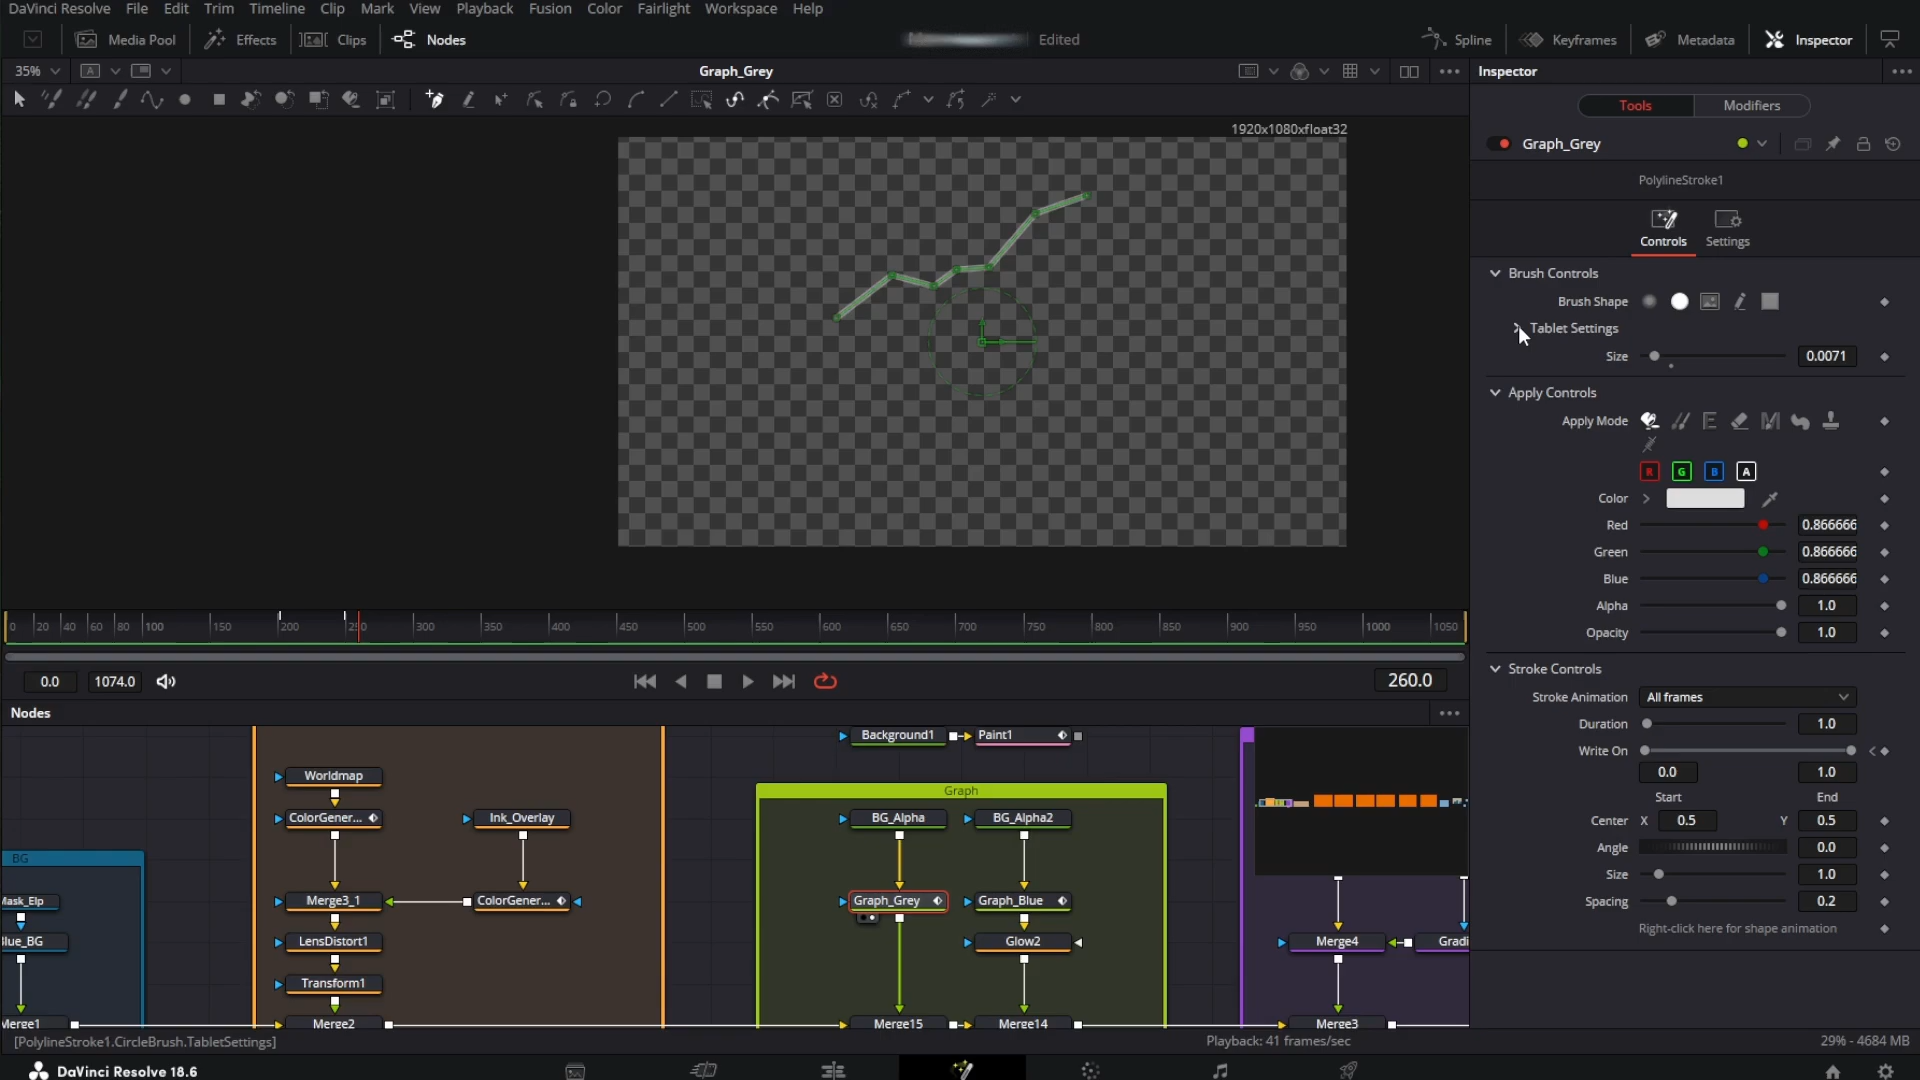 DaVinci Resolve File Edit Trim Timeline Clip Mark View Playback Fusion Color Fairlight Workspace Help
Media Pool Effects Clips Nodes Edited Spline Keyframes Metadata Inspector
35% A Graph_Grey Inspector
Tools Modifiers
1920x1080xfloat32
Graph_Grey
PolylineStroke1
Controls Settings
Brush Controls
Brush Shape
Tablet Settings
Size 0.0071
Apply Controls
Apply Mode
R G B A
Color
Red 0.866666
Green 0.866666
Blue 0.866666
Alpha 1.0
Opacity 1.0
Stroke Controls
Stroke Animation All frames
Duration 1.0
Write On
0.0 1.0
Start End
Center X 0.5 Y 0.5
Angle 0.0
Size 1.0
Spacing 0.2
Right-click here for shape animation
0 20 40 60 80 100 150 200 250 300 350 400 450 500 550 600 650 700 750 800 850 900 950 1000 1050
0.0 1074.0 260.0
Nodes
Background1 Paint1
Worldmap
Graph
ColorGener... Ink_Overlay BG_Alpha BG_Alpha2
BG
Mask_Elp Merge3_1 ColorGener... Graph_Grey Graph_Blue
Blue_BG LensDistort1 Glow2 Merge4 Gradi
Transform1
Merge1 Merge2 Merge15 Merge14 Merge3
[PolylineStroke1.CircleBrush.TabletSettings] Playback: 41 frames/sec 29% - 4684 MB
DaVinci Resolve 18.6